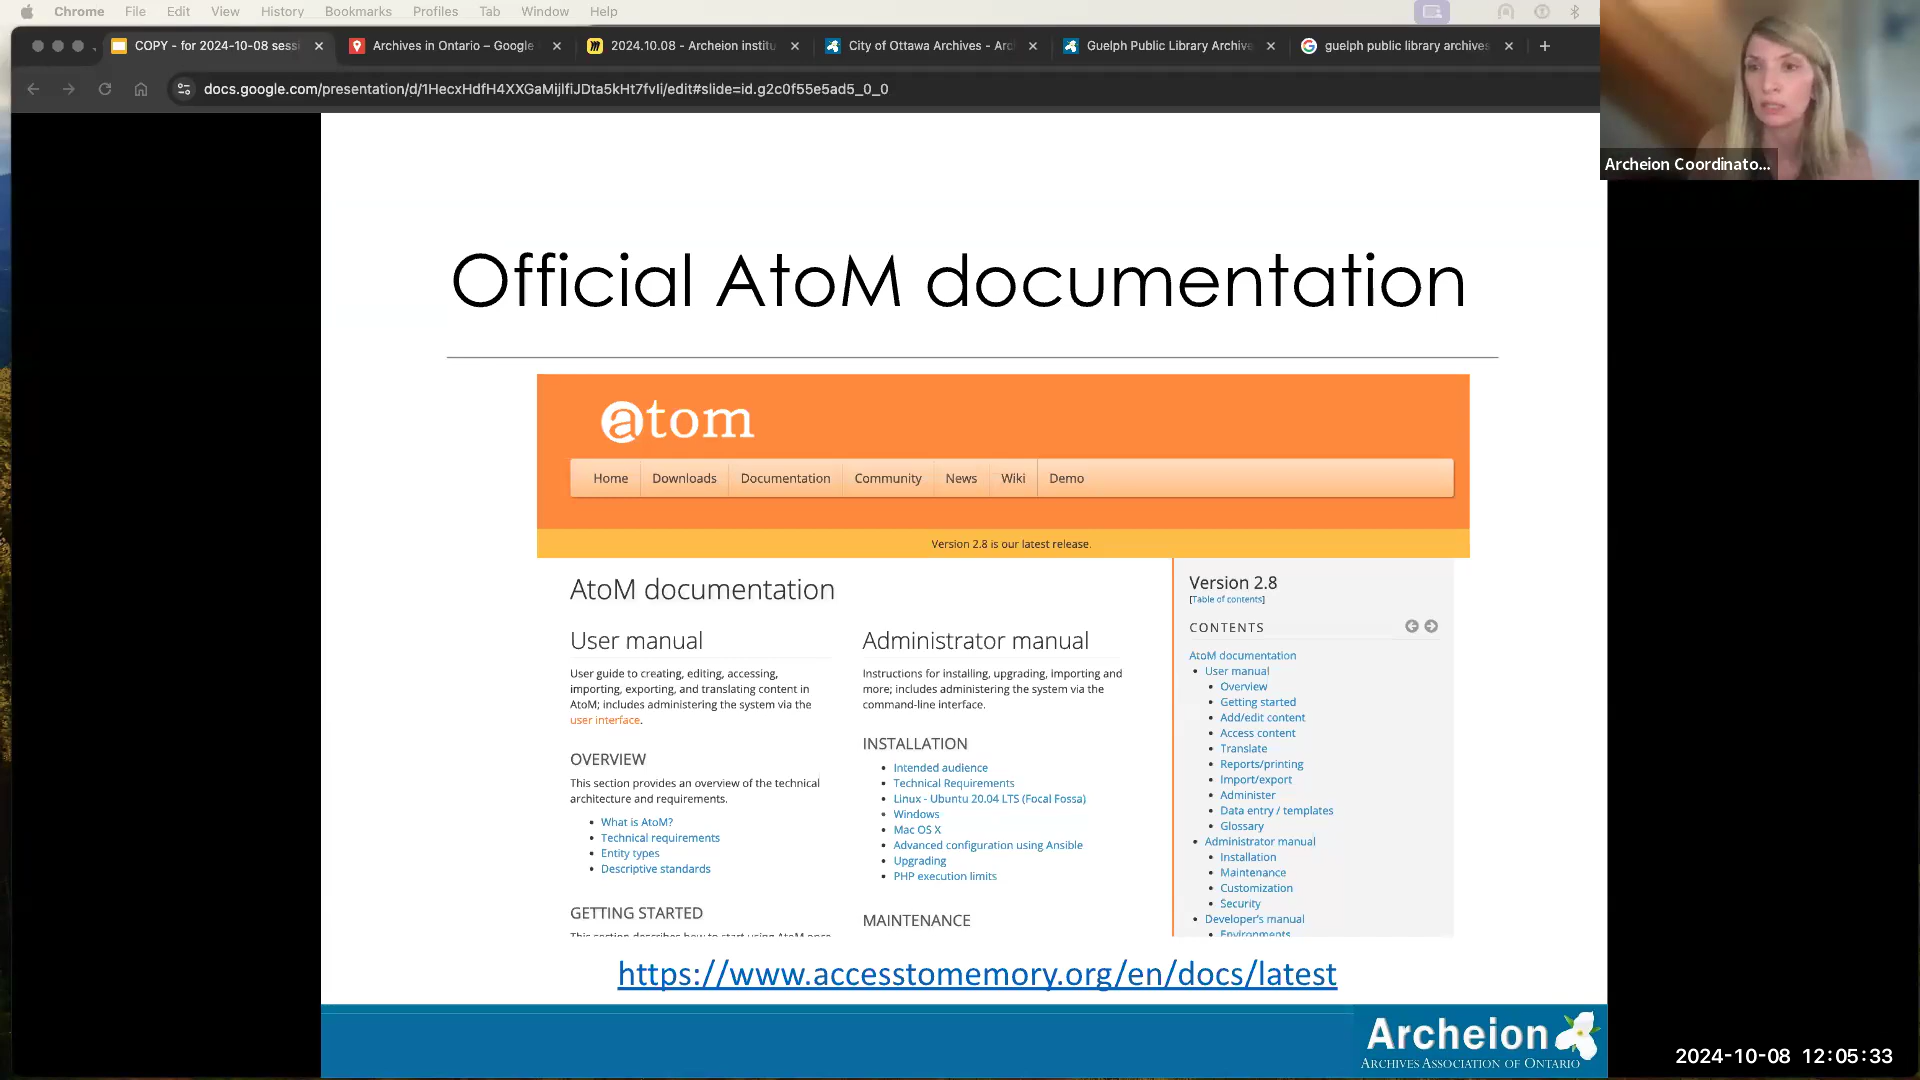 Chrome File Edit View History Bookmarks Profiles Tab Window Help
COPY - for 2024-10-08 sessi
Archives in Ontario – Google
2024.10.08 - Archeion institu
City of Ottawa Archives - Arc
Guelph Public Library Archive
guelph public library archives
docs.google.com/presentation/d/1HecxHdfH4XXGaMijlfiJDta5kHt7fvIi/edit#slide=id.g2c0f55e5ad5_0_0
Archeion Coordinato...
Official AtoM documentation
atom
Home Downloads Documentation Community News Wiki Demo
Version 2.8 is our latest release.
AtoM documentation
User manual
User guide to creating, editing, accessing,
importing, exporting, and translating content in
AtoM; includes administering the system via the
user interface.
OVERVIEW
This section provides an overview of the technical
architecture and requirements.
What is AtoM?
Technical requirements
Entity types
Descriptive standards
GETTING STARTED
This section describes how to start using AtoM once
Administrator manual
Instructions for installing, upgrading, importing and
more; includes administering the system via the
command-line interface.
INSTALLATION
Intended audience
Technical Requirements
Linux - Ubuntu 20.04 LTS (Focal Fossa)
Windows
Mac OS X
Advanced configuration using Ansible
Upgrading
PHP execution limits
MAINTENANCE
Version 2.8
[Table of contents]
CONTENTS
AtoM documentation
User manual
Overview
Getting started
Add/edit content
Access content
Translate
Reports/printing
Import/export
Administer
Data entry / templates
Glossary
Administrator manual
Installation
Maintenance
Customization
Security
Developer's manual
Environments
https://www.accesstomemory.org/en/docs/latest
Archeion
ARCHIVES ASSOCIATION OF ONTARIO
2024-10-08 12:05:33